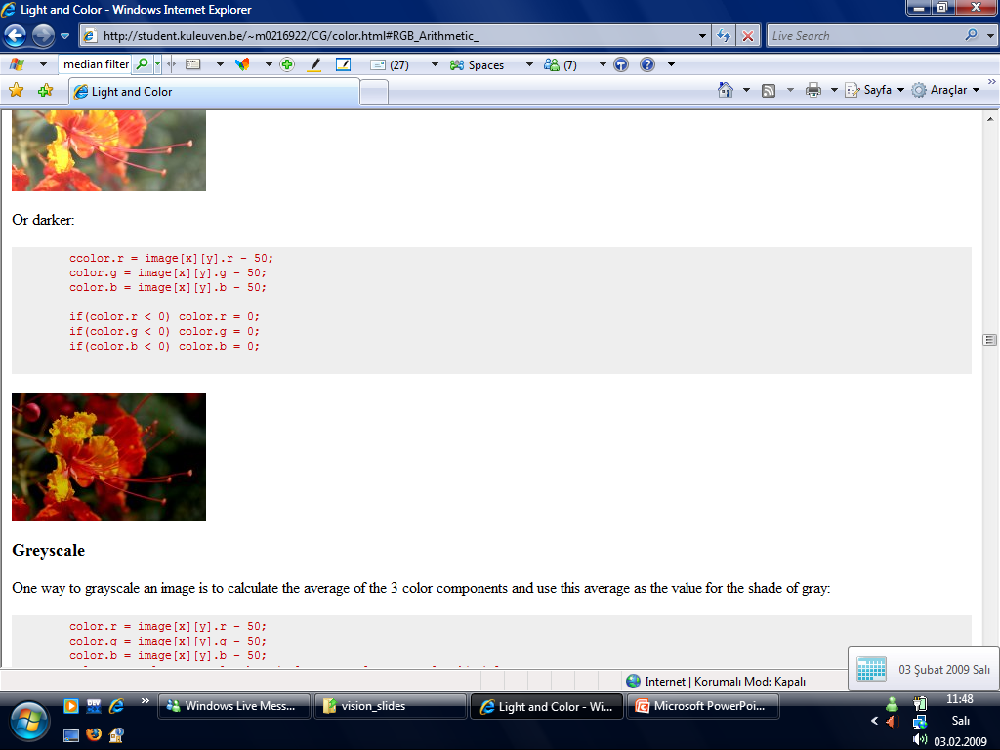 Light and Color - Windows Internet Explorer
http://student.kuleuven.be/~m0216922/CG/color.html#RGB_Arithmetic_
Live Search
median filter
(27)
Spaces
(7)
Light and Color
Sayfa
Araçlar
Or darker:
ccolor.r = image[x][y].r - 50;
color.g = image[x][y].g - 50;
color.b = image[x][y].b - 50;
if(color.r < 0) color.r = 0;
if(color.g < 0) color.g = 0;
if(color.b < 0) color.b = 0;
Greyscale
One way to grayscale an image is to calculate the average of the 3 color components and use this average as the value for the shade of gray:
color.r = image[x][y].r - 50;
color.g = image[x][y].g - 50;
color.b = image[x][y].b - 50;
Internet | Korumalı Mod: Kapalı
03 Şubat 2009 Salı
Windows Live Mess...
vision_slides
Light and Color - Wi...
Microsoft PowerPoi...
11:48
Salı
03.02.2009